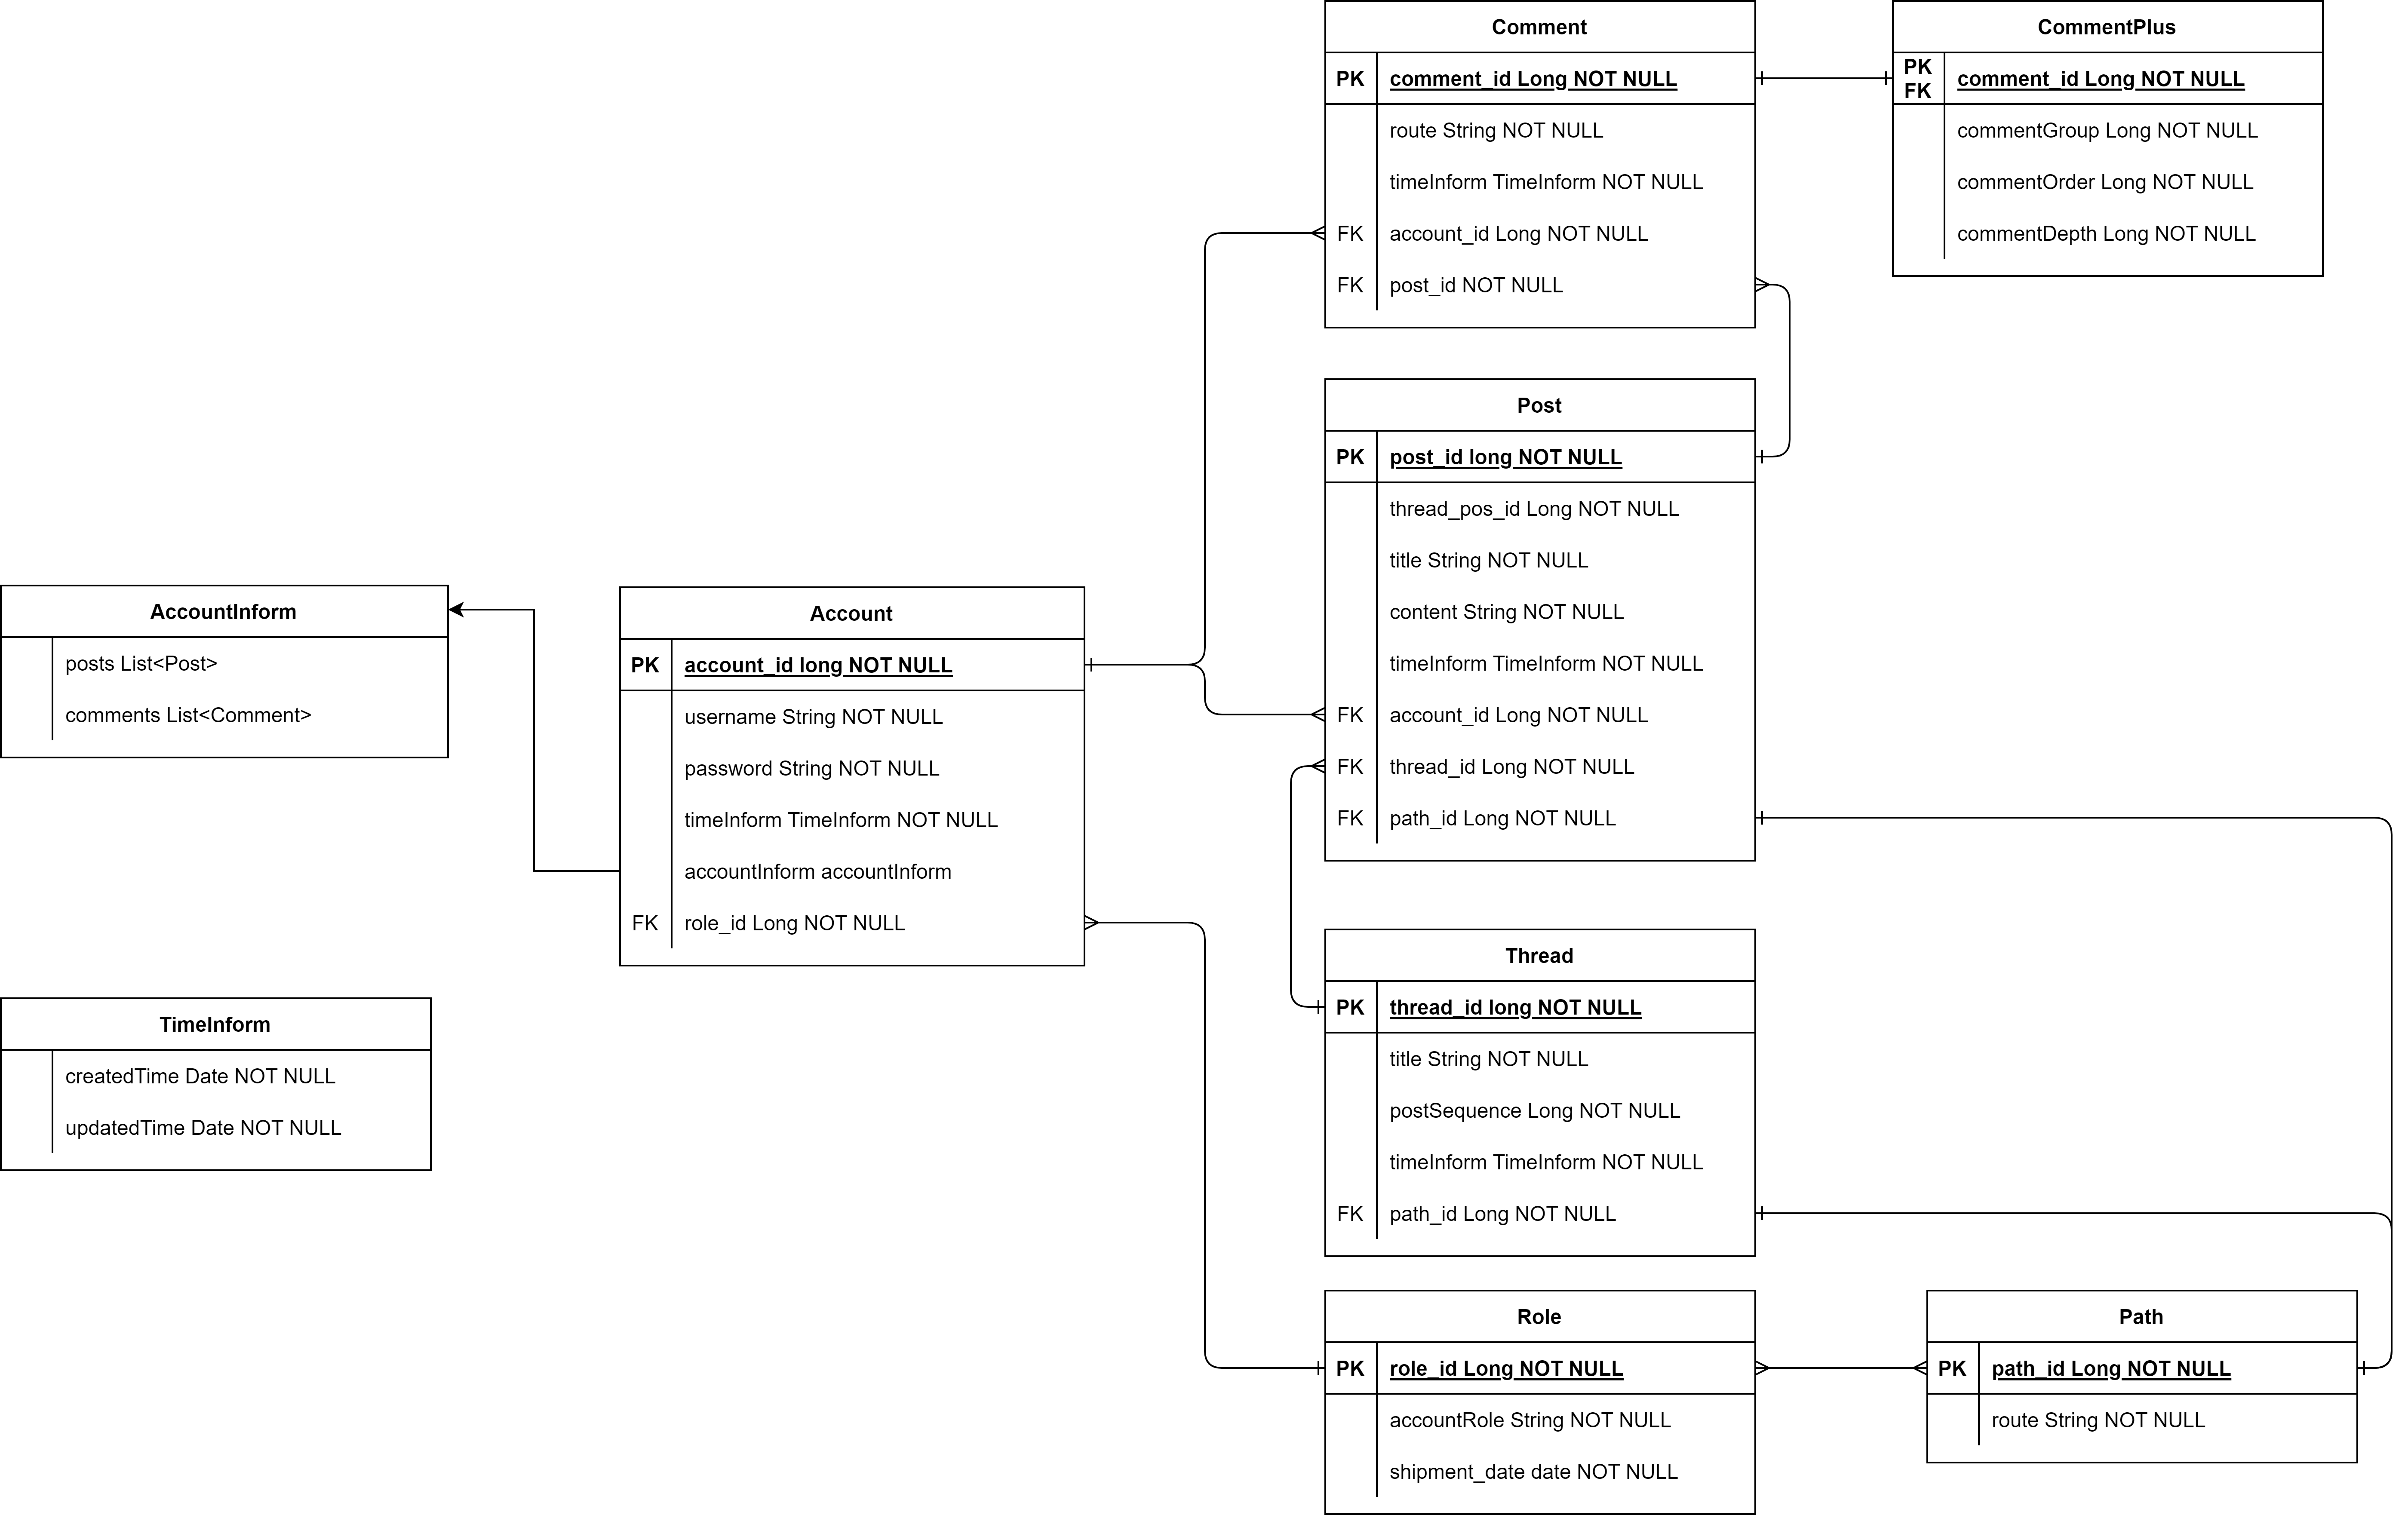 Comment
PK comment_id Long NOT NULL
route String NOT NULL
timeInform TimeInform NOT NULL
FK account_id Long NOT NULL
FK post_id NOT NULL
CommentPlus
PK
FK
comment_id Long NOT NULL
commentGroup Long NOT NULL
commentOrder Long NOT NULL
commentDepth Long NOT NULL
Post
PK post_id long NOT NULL
thread_pos_id Long NOT NULL
title String NOT NULL
content String NOT NULL
timeInform TimeInform NOT NULL
FK account_id Long NOT NULL
FK thread_id Long NOT NULL
FK path_id Long NOT NULL
AccountInform
posts List<Post>
comments List<Comment>
Account
PK account_id long NOT NULL
username String NOT NULL
password String NOT NULL
timeInform TimeInform NOT NULL
accountInform accountInform
FK role_id Long NOT NULL
TimeInform
createdTime Date NOT NULL
updatedTime Date NOT NULL
Thread
PK thread_id long NOT NULL
title String NOT NULL
postSequence Long NOT NULL
timeInform TimeInform NOT NULL
FK path_id Long NOT NULL
Role
PK role_id Long NOT NULL
accountRole String NOT NULL
shipment_date date NOT NULL
Path
PK path_id Long NOT NULL
route String NOT NULL